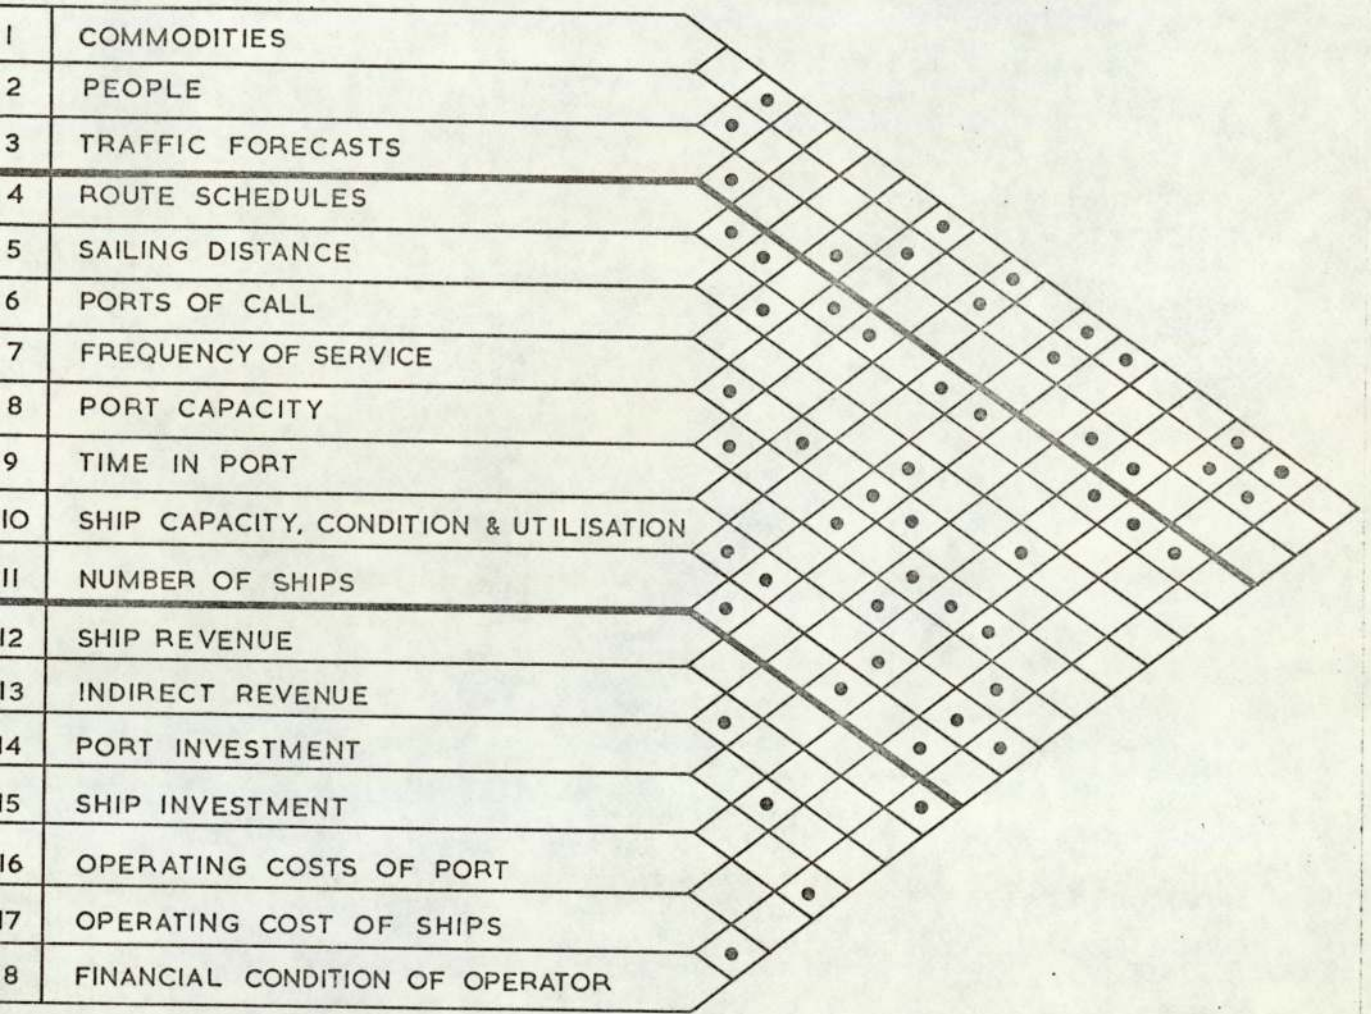 1 COMMODITIES
2 PEOPLE
3 TRAFFIC FORECASTS
4 ROUTE SCHEDULES
5 SAILING DISTANCE
6 PORTS OF CALL
7 FREQUENCY OF SERVICE
8 PORT CAPACITY
9 TIME IN PORT
10 SHIP CAPACITY, CONDITION & UTILISATION
11 NUMBER OF SHIPS
12 SHIP REVENUE
13 INDIRECT REVENUE
14 PORT INVESTMENT
15 SHIP INVESTMENT
16 OPERATING COSTS OF PORT
17 OPERATING COST OF SHIPS
8 FINANCIAL CONDITION OF OPERATOR